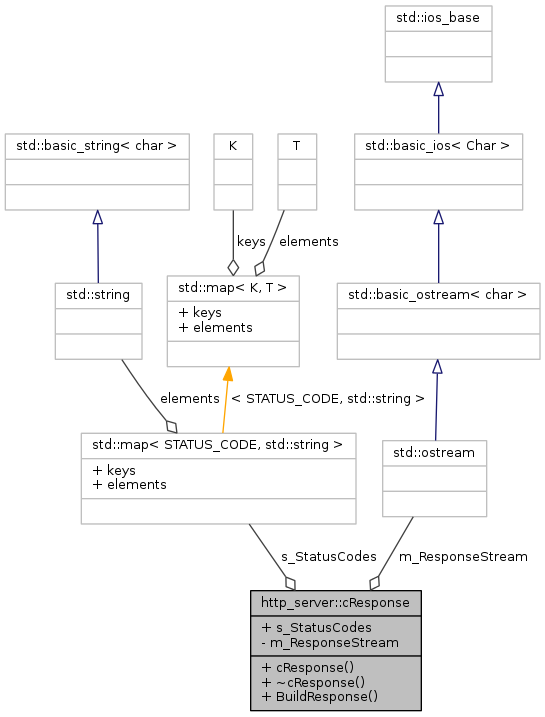 std::ios_base
std::basic_string< char >
K
T
std::basic_ios< Char >
keys
elements
std::string
std::map< K, T >
+ keys
+ elements
std::basic_ostream< char >
elements
< STATUS_CODE, std::string >
std::map< STATUS_CODE, std::string >
+ keys
+ elements
std::ostream
s_StatusCodes
m_ResponseStream
http_server::cResponse
+ s_StatusCodes
- m_ResponseStream
+ cResponse()
+ ~cResponse()
+ BuildResponse()